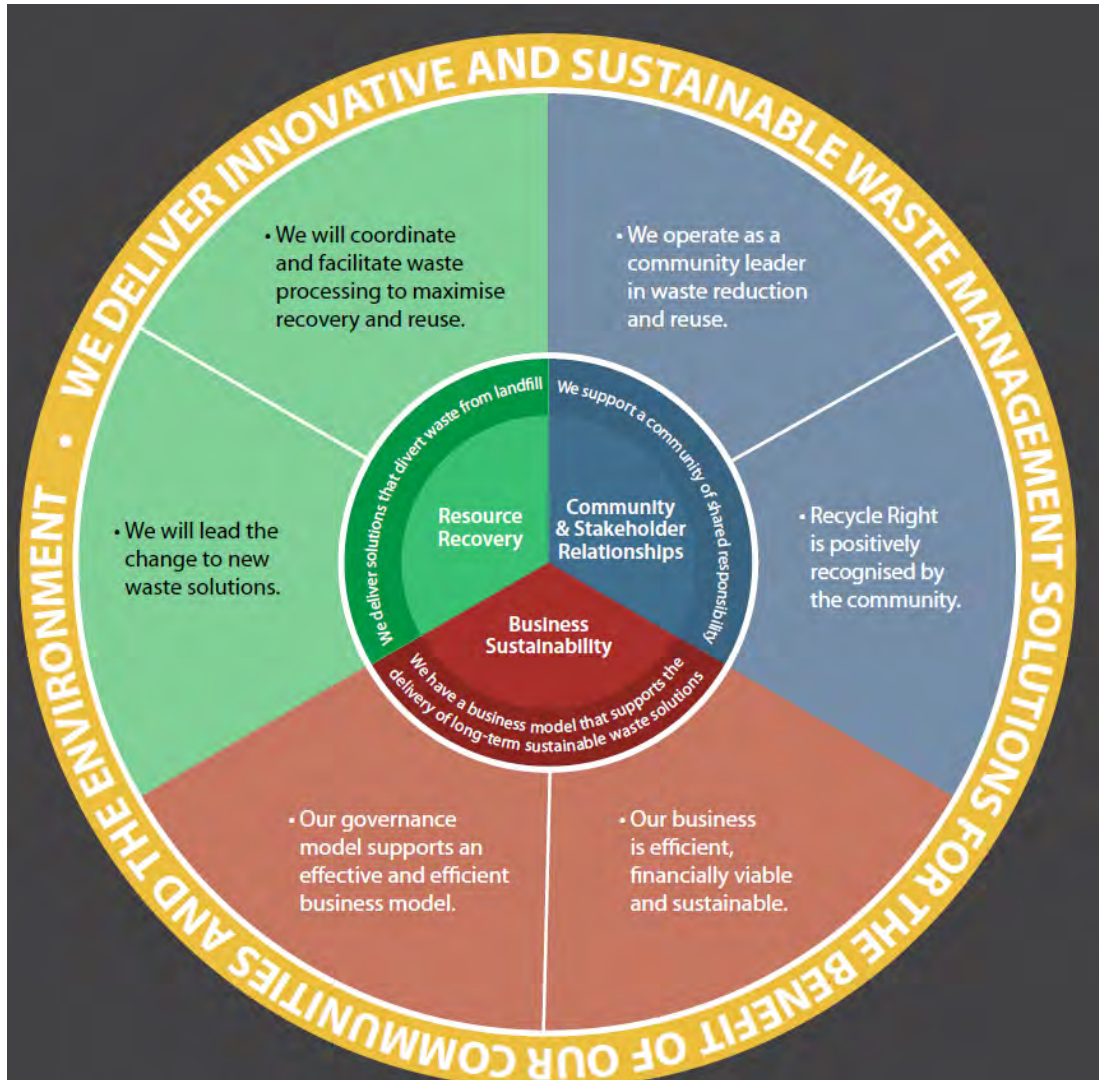 • WE DELIVER INNOVATIVE AND SUSTAINABLE WASTE MANAGEMENT SOLUTIONS FOR THE BENEFIT OF OUR COMMUNITIES AND THE ENVIRONMENT
• We will coordinate
and facilitate waste
processing to maximise
recovery and reuse.
• We operate as a
community leader
in waste reduction
and reuse.
• We will lead the
change to new
waste solutions.
We deliver solutions that divert waste from landfill
Resource
Recovery
We support a community of shared responsibility
Community
& Stakeholder
Relationships
• Recycle Right
is positively
recognised by
the community.
Business
Sustainability
We have a business model that supports the
delivery of long-term sustainable waste solutions
• Our governance
model supports an
effective and efficient
business model.
• Our business
is efficient,
financially viable
and sustainable.